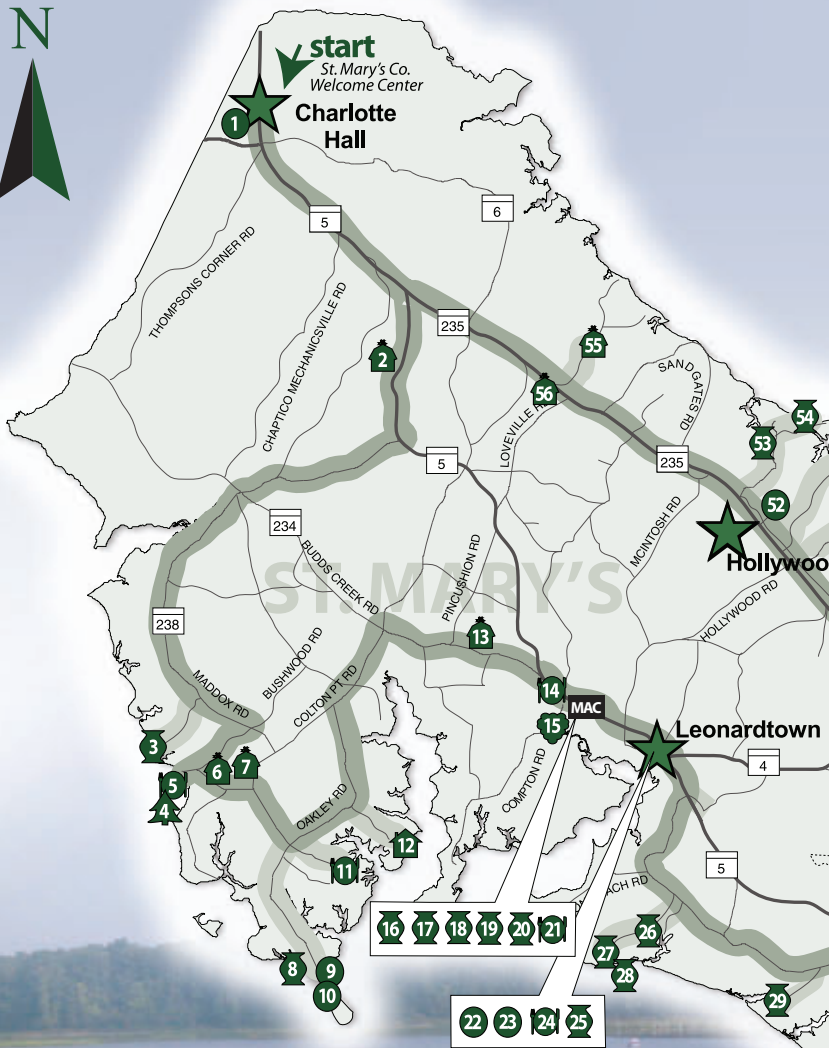 N
start
St. Mary's Co.
Welcome Center
Charlotte
Hall
1
5
6
THOMPSONS CORNER RD
CHAPTICO MECHANICSVILLE RD
235
2
55
56
LOVEVILLE
SANDGATES RD
54
53
5
235
52
234
MCINTOSH RD
Hollywoo
BUDDS CREEK RD
PINCUSHION RD
ST. MARY'S
HOLLYWOOD RD
238
13
BUSHWOOD RD
MADDOX RD
COLTON PT RD
14
MAC
15
Leonardtown
3
4
6
7
5
4
COMPTON RD
OAKLEY RD
12
11
5
ACH RD
16 17 18 19 20 21
26
27
28
8
9
10
29
22 23 24 25